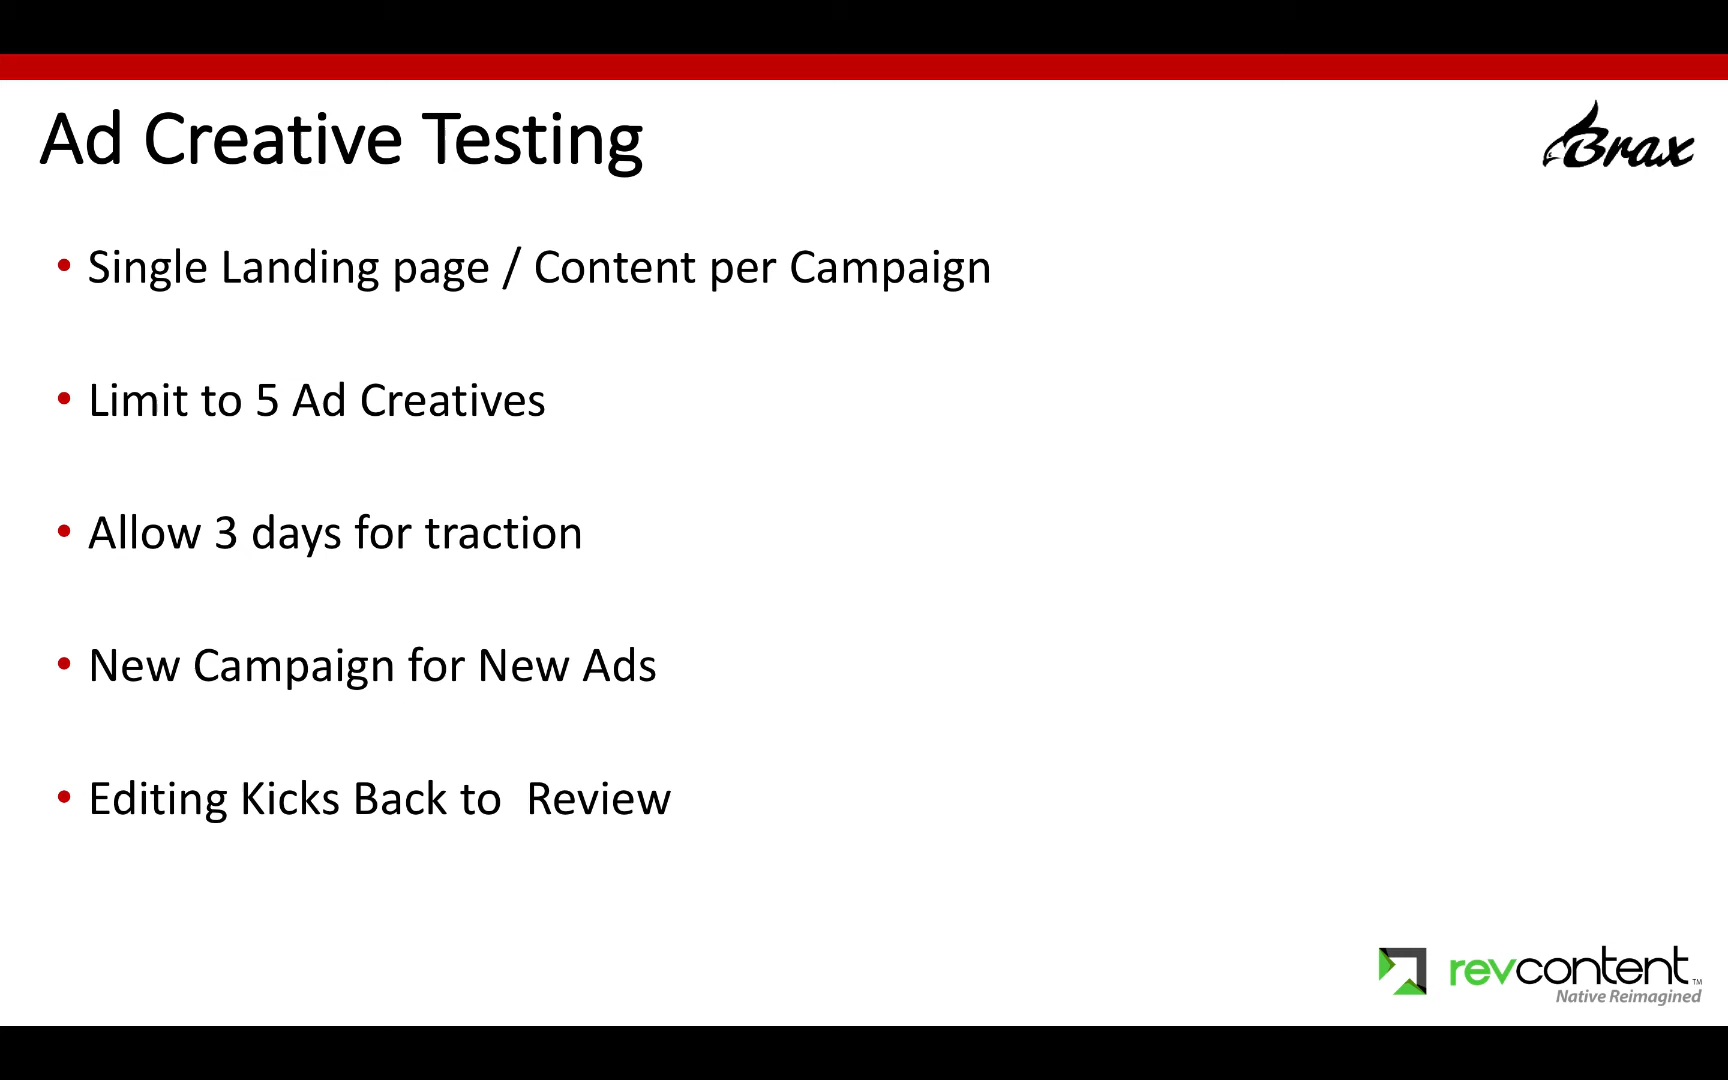 Ad Creative Testing
Brax
• Single Landing page / Content per Campaign
• Limit to 5 Ad Creatives
• Allow 3 days for traction
• New Campaign for New Ads
• Editing Kicks Back to  Review
revcontent™
Native Reimagined